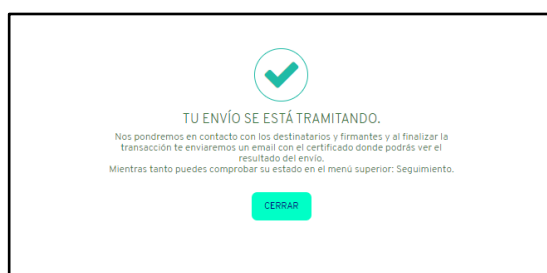 TU ENVÍO SE ESTÁ TRAMITANDO.
Nos pondremos en contacto con los destinatarios y firmantes y al finalizar la
transacción te enviaremos un email con el certificado donde podrás ver el
resultado del envío.
Mientras tanto puedes comprobar su estado en el menú superior: Seguimiento.
CERRAR